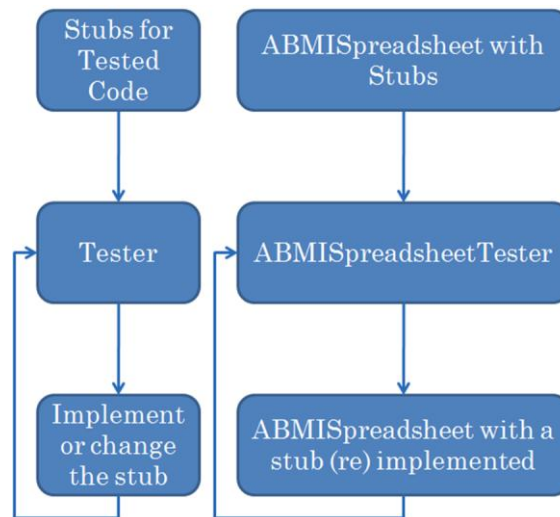 Stubs for
Tested
Code
ABMISpreadsheet with
Stubs
Tester
ABMISpreadsheetTester
Implement
or change
the stub
ABMISpreadsheet with a
stub (re) implemented